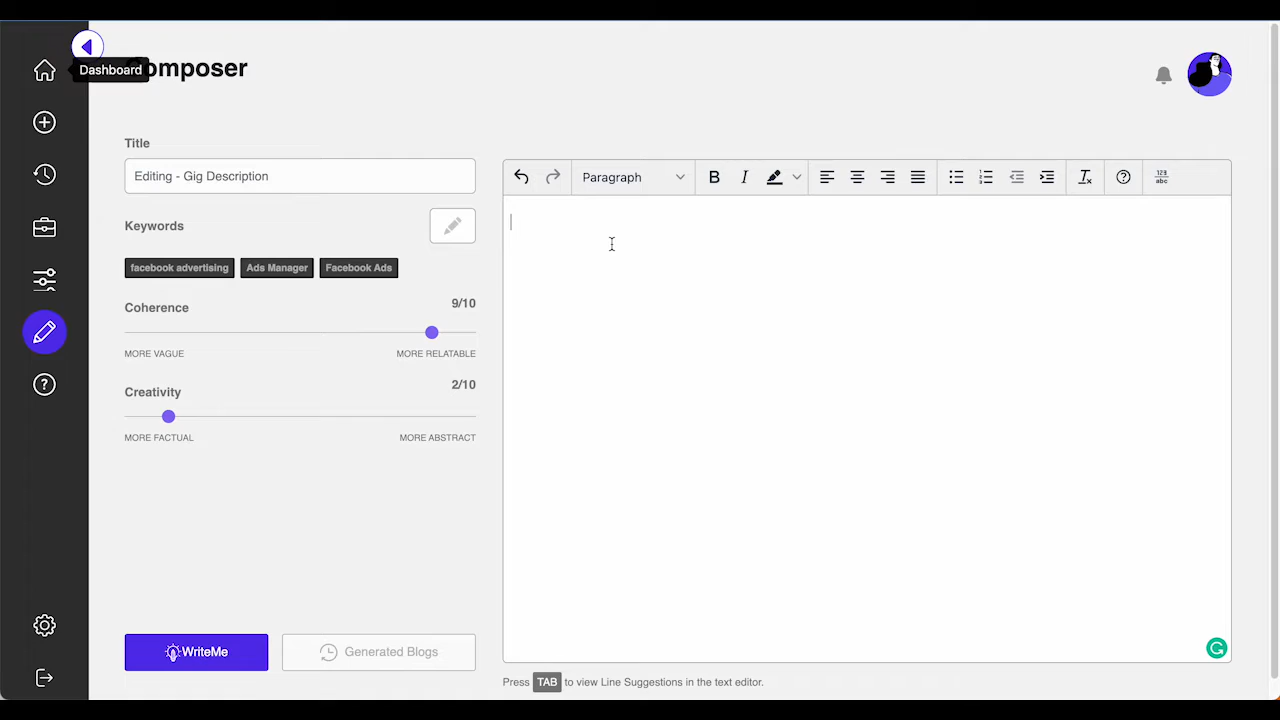 Dashboard
Composer
Title
Editing - Gig Description
Keywords
facebook advertising Ads Manager Facebook Ads
Coherence 9/10
MORE VAGUE MORE RELATABLE
Creativity 2/10
MORE FACTUAL MORE ABSTRACT
WriteMe Generated Blogs
Paragraph B I 123 abc
Press TAB to view Line Suggestions in the text editor.